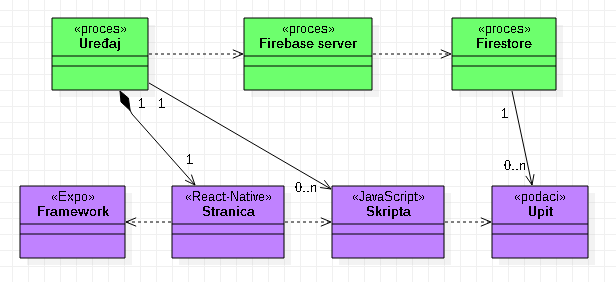 «proces» «proces» «proces»
Uređaj Firebase server Firestore
1 1 1
1 0..n 0..n
«Expo» «React-Native» «JavaScript» «podaci»
Framework Stranica Skripta Upit